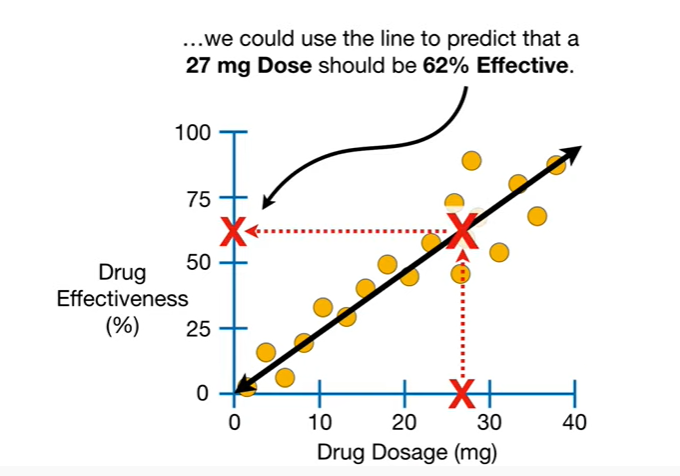 ...we could use the line to predict that a
27 mg Dose should be 62% Effective.
100
75
50
25
0
Drug
Effectiveness
(%)
X
X
X
0
10
20
30
40
Drug Dosage (mg)